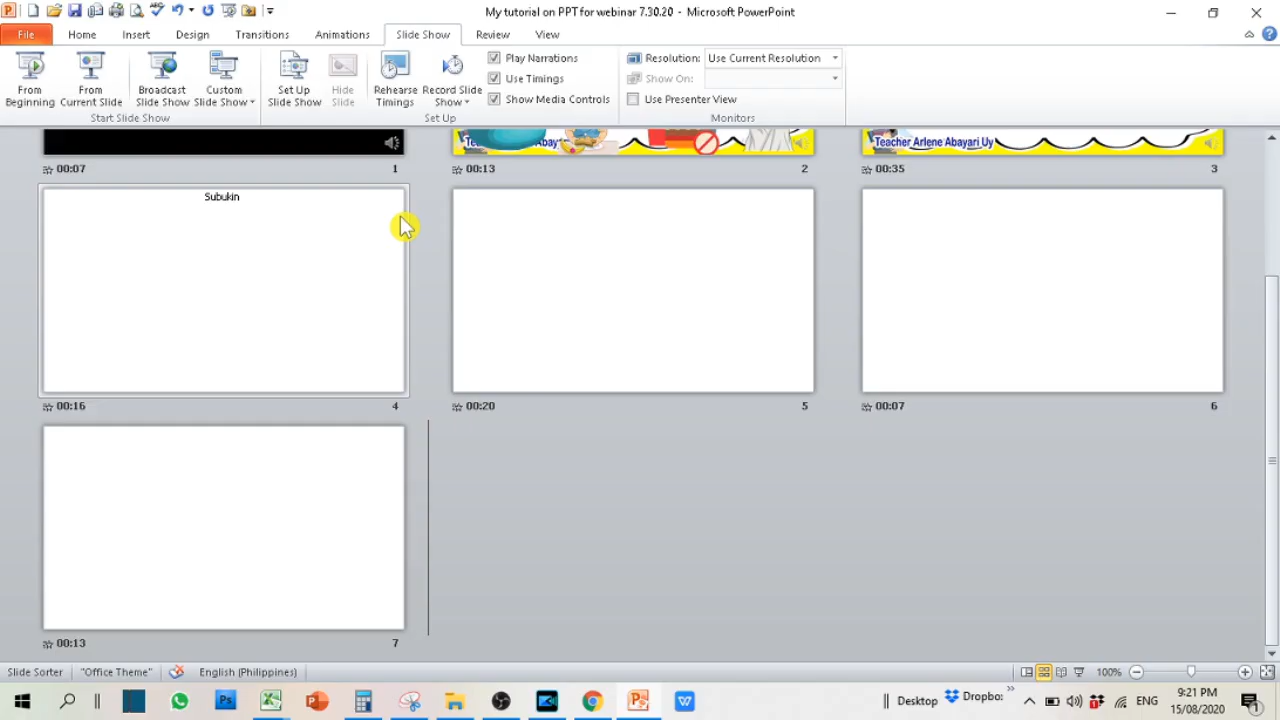 My tutorial on PPT for webinar 7.30.20 - Microsoft PowerPoint
File Home Insert Design Transitions Animations Slide Show Review View
From Beginning
From Current Slide
Broadcast Slide Show
Custom Slide Show
Start Slide Show
Set Up Slide Show
Hide Slide
Rehearse Timings
Record Slide Show
Play Narrations
Use Timings
Show Media Controls
Set Up
Resolution: Use Current Resolution
Show On:
Use Presenter View
Monitors
Teacher Arlene Abayari Uy
00:07 1
00:13 2
00:35 3
Subukin
00:16 4
00:20 5
00:07 6
00:13 7
Slide Sorter "Office Theme" English (Philippines) 100%
Desktop Dropbo: ENG 9:21 PM
15/08/2020